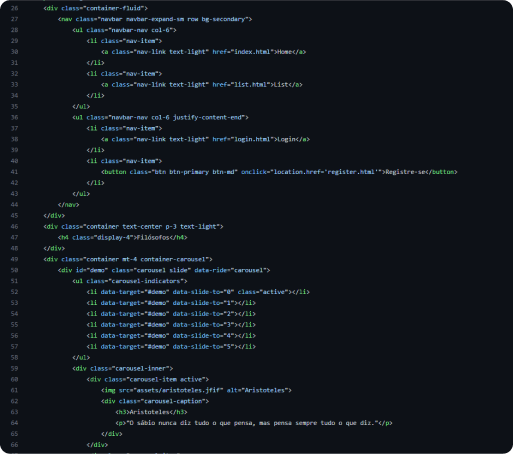 26 <div class="container-fluid">
27 <nav class="navbar navbar-expand-sm row bg-secondary">
28 <ul class="navbar-nav col-6">
29 <li class="nav-item">
30 <a class="nav-link text-light" href="index.html">Home</a>
31 </li>
32 <li class="nav-item">
33 <a class="nav-link text-light" href="list.html">List</a>
34 </li>
35 </ul>
36 <ul class="navbar-nav col-6 justify-content-end">
37 <li class="nav-item">
38 <a class="nav-link text-light" href="login.html">Login</a>
39 </li>
40 <li class="nav-item">
41 <button class="btn btn-primary btn-md" onclick="location.href='register.html'">Registre-se</button>
42 </li>
43 </ul>
44 </nav>
45 </div>
46 <div class="container text-center p-3 text-light">
47 <h4 class="display-4">Filósofos</h4>
48 </div>
49 <div class="container mt-4 container-carousel">
50 <div id="demo" class="carousel slide" data-ride="carousel">
51 <ul class="carousel-indicators">
52 <li data-target="#demo" data-slide-to="0" class="active"></li>
53 <li data-target="#demo" data-slide-to="1"></li>
54 <li data-target="#demo" data-slide-to="2"></li>
55 <li data-target="#demo" data-slide-to="3"></li>
56 <li data-target="#demo" data-slide-to="4"></li>
57 <li data-target="#demo" data-slide-to="5"></li>
58 </ul>
59 <div class="carousel-inner">
60 <div class="carousel-item active">
61 <img src="assets/aristoteles.jfif" alt="Aristoteles">
62 <div class="carousel-caption">
63 <h3>Aristoteles</h3>
64 <p>"O sábio nunca diz tudo o que pensa, mas pensa sempre tudo o que diz."</p>
65 </div>
66 </div>